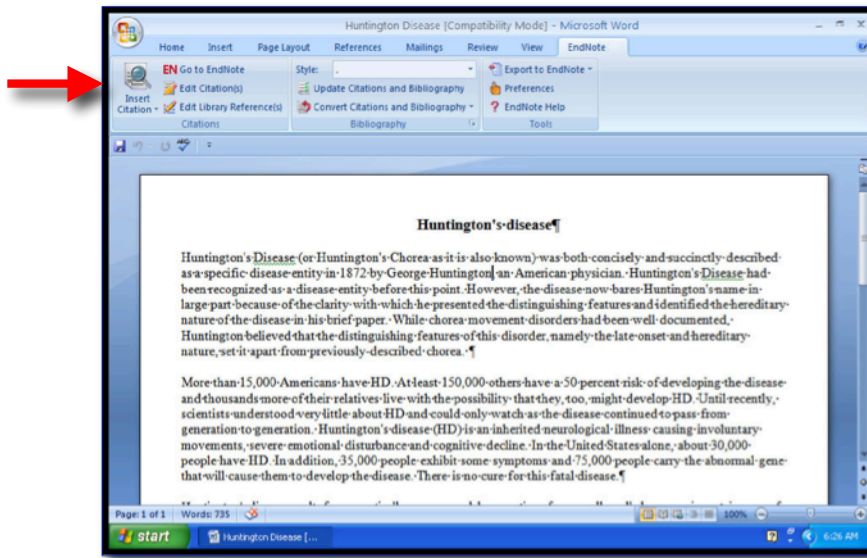 Huntington Disease [Compatibility Mode] - Microsoft Word
Home Insert Page Layout References Mailings Review View EndNote
Insert Citation
EN Go to EndNote
Edit Citation(s)
Edit Library Reference(s)
Citations
Style:
Update Citations and Bibliography
Convert Citations and Bibliography
Bibliography
Export to EndNote
Preferences
EndNote Help
Tools
Huntington's·disease¶
Huntington's·Disease·(or·Huntington's·Chorea·as·it·is·also·known)·was·both·concisely·and·succinctly·described·
as·a·specific·disease·entity·in·1872·by·George·Huntington·an·American·physician.·Huntington's·Disease·had·
been·recognized·as·a·disease·entity·before·this·point.·However,·the·disease·now·bares·Huntington's·name·in·
large·part·because·of·the·clarity·with·which·he·presented·the·distinguishing·features·and·identified·the·hereditary·
nature·of·the·disease·in·his·brief·paper.·While·chorea·movement·disorders·had·been·well·documented,·
Huntington·believed·that·the·distinguishing·features·of·this·disorder,·namely·the·late·onset·and·hereditary·
nature,·set·it·apart·from·previously·described·chorea.·¶
More·than·15,000·Americans·have·HD.·At·least·150,000·others·have·a·50·percent·risk·of·developing·the·disease·
and·thousands·more·of·their·relatives·live·with·the·possibility·that·they,·too,·might·develop·HD.·Until·recently,·
scientists·understood·very·little·about·HD·and·could·only·watch·as·the·disease·continued·to·pass·from·
generation·to·generation.·Huntington's·disease·(HD)·is·an·inherited·neurological·illness·causing·involuntary·
movements,·severe·emotional·disturbance·and·cognitive·decline.·In·the·United·States·alone,·about·30,000·
people·have·HD.·In·addition,·35,000·people·exhibit·some·symptoms·and·75,000·people·carry·the·abnormal·gene·
that·will·cause·them·to·develop·the·disease.·There·is·no·cure·for·this·fatal·disease.¶
Page: 1 of 1 Words: 735 100%
start Huntington Disease [... 6:26 AM